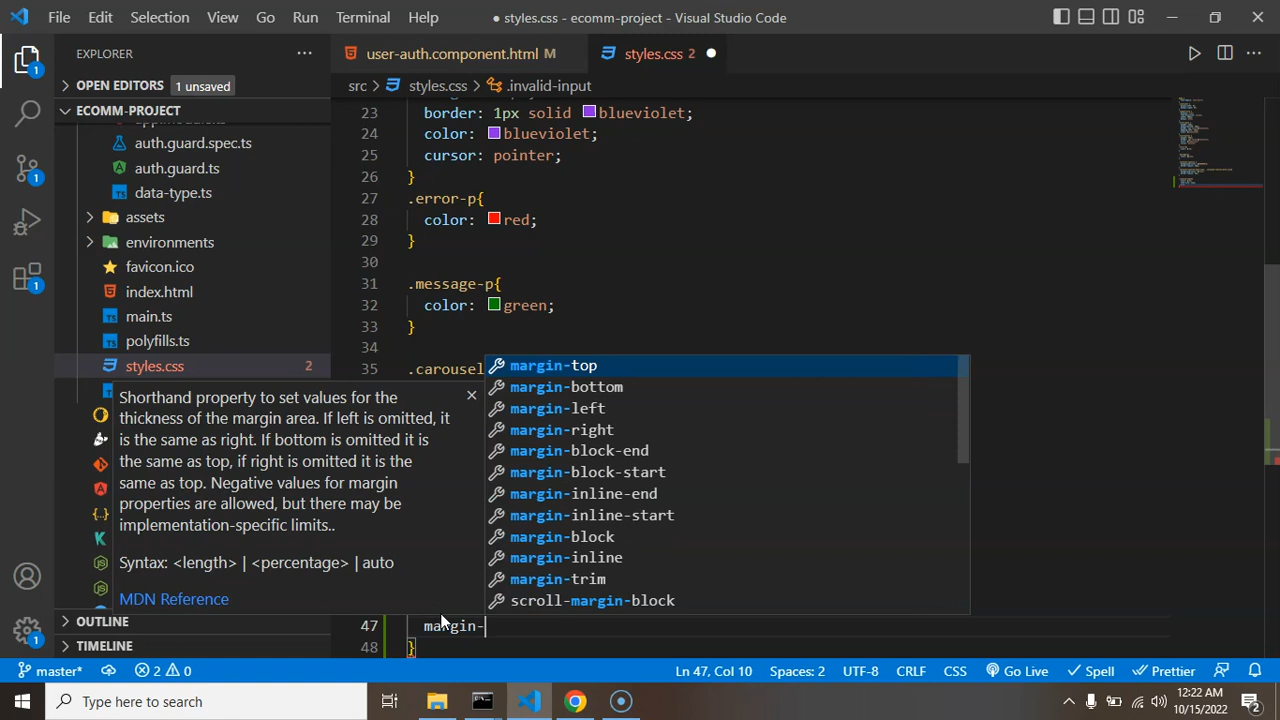 File Edit Selection View Go Run Terminal Help
● styles.css - ecomm-project - Visual Studio Code
EXPLORER
user-auth.component.html M
styles.css 2
OPEN EDITORS 1 unsaved
src > styles.css > .invalid-input
ECOMM-PROJECT
auth.guard.spec.ts
auth.guard.ts
data-type.ts
assets
environments
favicon.ico
index.html
main.ts
polyfills.ts
styles.css 2
23 border: 1px solid blueviolet;
24 color: blueviolet;
25 cursor: pointer;
26 }
27 .error-p{
28 color: red;
29 }
30
31 .message-p{
32 color: green;
33 }
34
35 .carousel
Shorthand property to set values for the
thickness of the margin area. If left is omitted, it
is the same as right. If bottom is omitted it is
the same as top, if right is omitted it is the
same as top. Negative values for margin
properties are allowed, but there may be
implementation-specific limits..
Syntax: <length> | <percentage> | auto
MDN Reference
margin-top
margin-bottom
margin-left
margin-right
margin-block-end
margin-block-start
margin-inline-end
margin-inline-start
margin-block
margin-inline
margin-trim
scroll-margin-block
47 margin-
48 }
OUTLINE
TIMELINE
master* 2 0 Ln 47, Col 10 Spaces: 2 UTF-8 CRLF CSS Go Live Spell Prettier
Type here to search
12:22 AM
10/15/2022
2